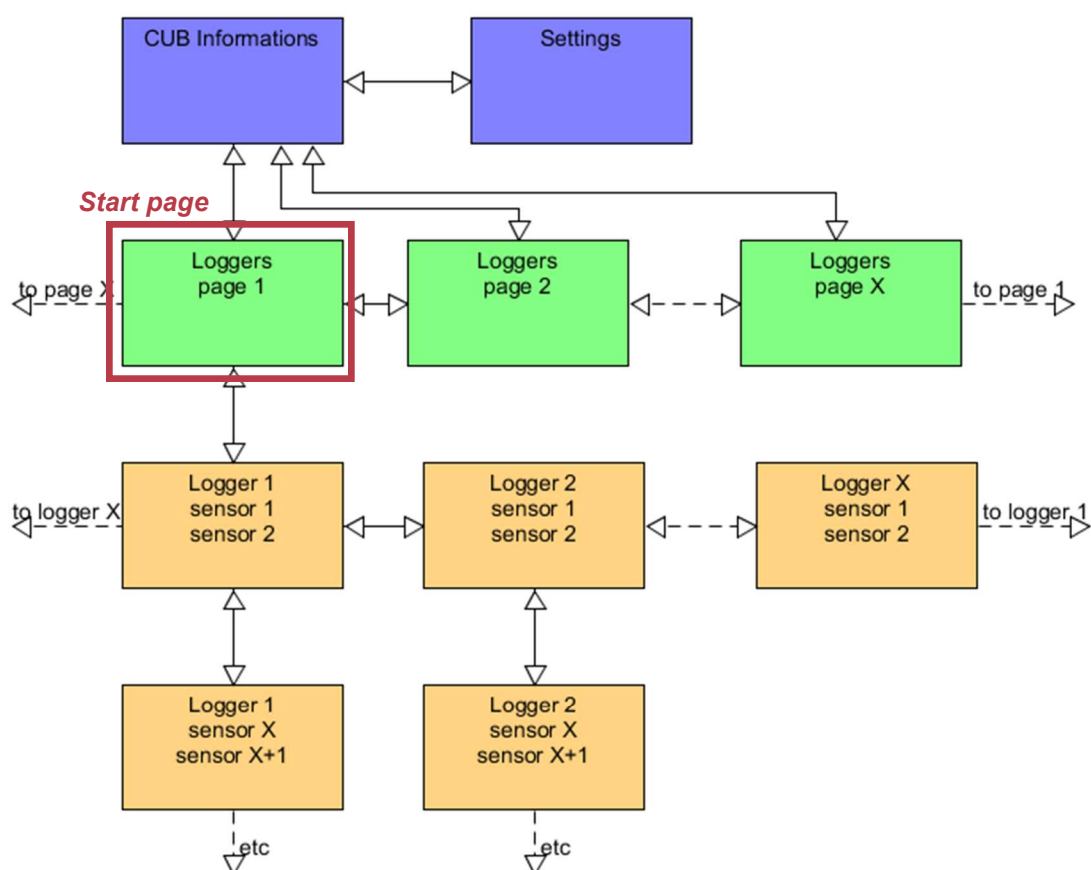 CUB Informations
Settings
Start page
Loggers
page 1
Loggers
page 2
Loggers
page X
to page X
to page 1
Logger 1
sensor 1
sensor 2
Logger 2
sensor 1
sensor 2
Logger X
sensor 1
sensor 2
to logger X
to logger 1
Logger 1
sensor X
sensor X+1
Logger 2
sensor X
sensor X+1
etc
etc